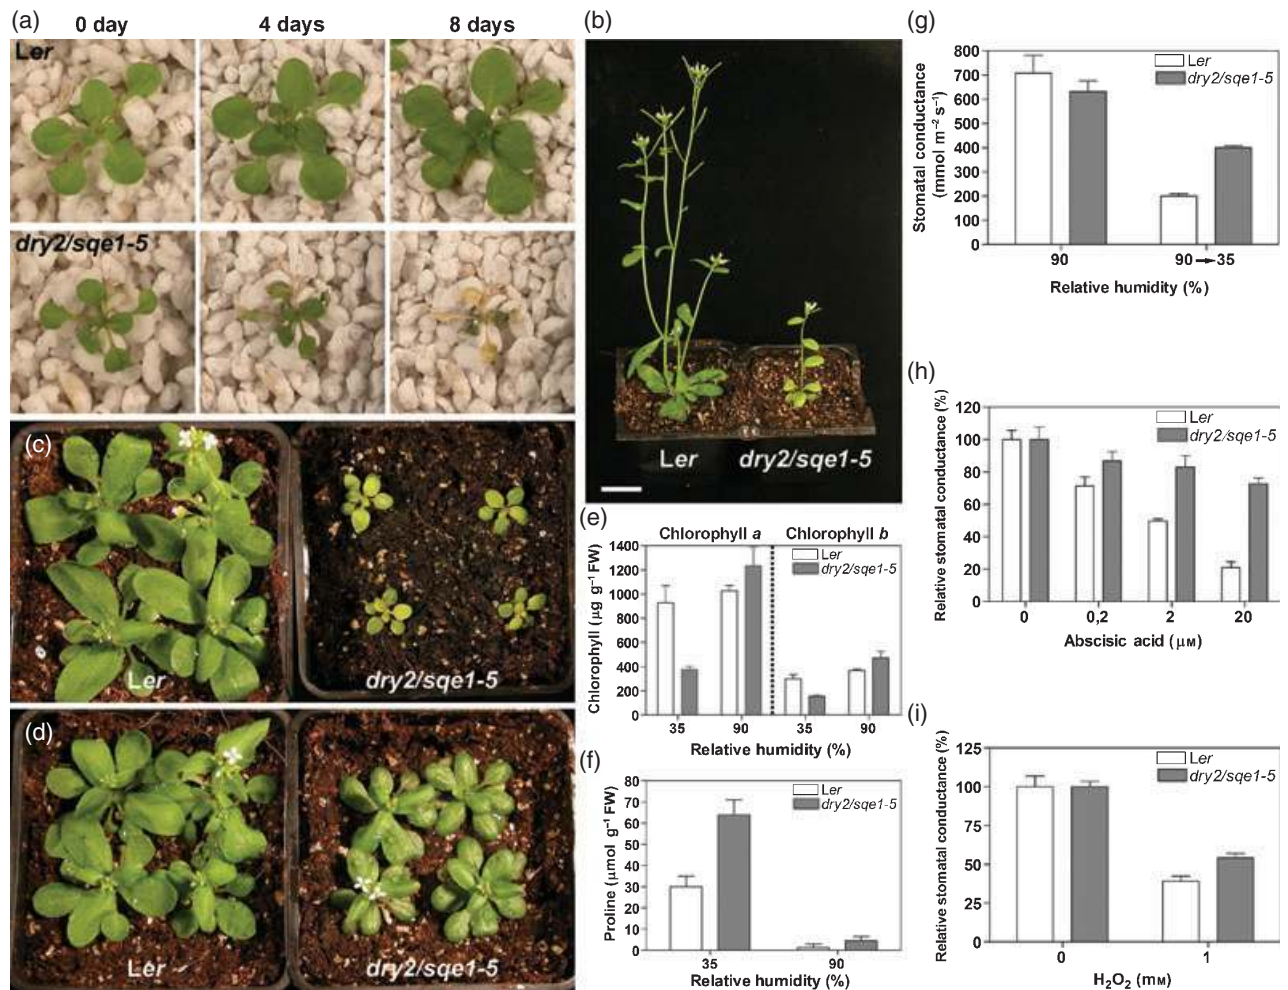 (a)
0 day
4 days
8 days
Ler
dry2/sqe1-5
(b)
Ler
dry2/sqe1-5
(c)
Ler
dry2/sqe1-5
(d)
Ler
dry2/sqe1-5
(e)
Chlorophyll a
Chlorophyll b
Ler
dry2/sqe1-5
Chlorophyll (µg g⁻¹ FW)
1400
1200
1000
800
600
400
200
0
35
90
35
90
Relative humidity (%)
(f)
Ler
dry2/sqe1-5
Proline (µmol g⁻¹ FW)
80
70
60
50
40
30
20
10
0
35
90
Relative humidity (%)
(g)
Ler
dry2/sqe1-5
Stomatal conductance
(mmol m⁻² s⁻¹)
800
700
600
500
400
300
200
100
0
90
90→35
Relative humidity (%)
(h)
Ler
dry2/sqe1-5
Relative stomatal conductance (%)
120
100
80
60
40
20
0
0
0,2
2
20
Abscisic acid (µM)
(i)
Ler
dry2/sqe1-5
Relative stomatal conductance (%)
125
100
75
50
25
0
0
1
H₂O₂ (mM)